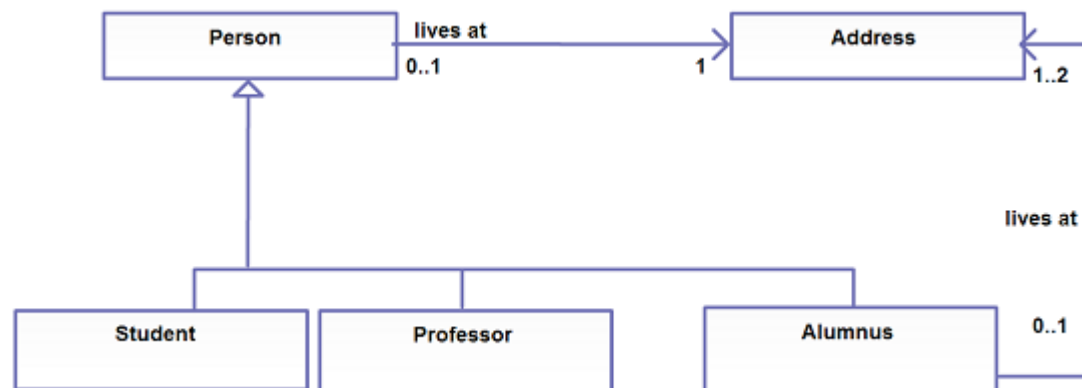 Person
lives at
Address
0..1
1
1..2
lives at
Student
Professor
Alumnus
0..1